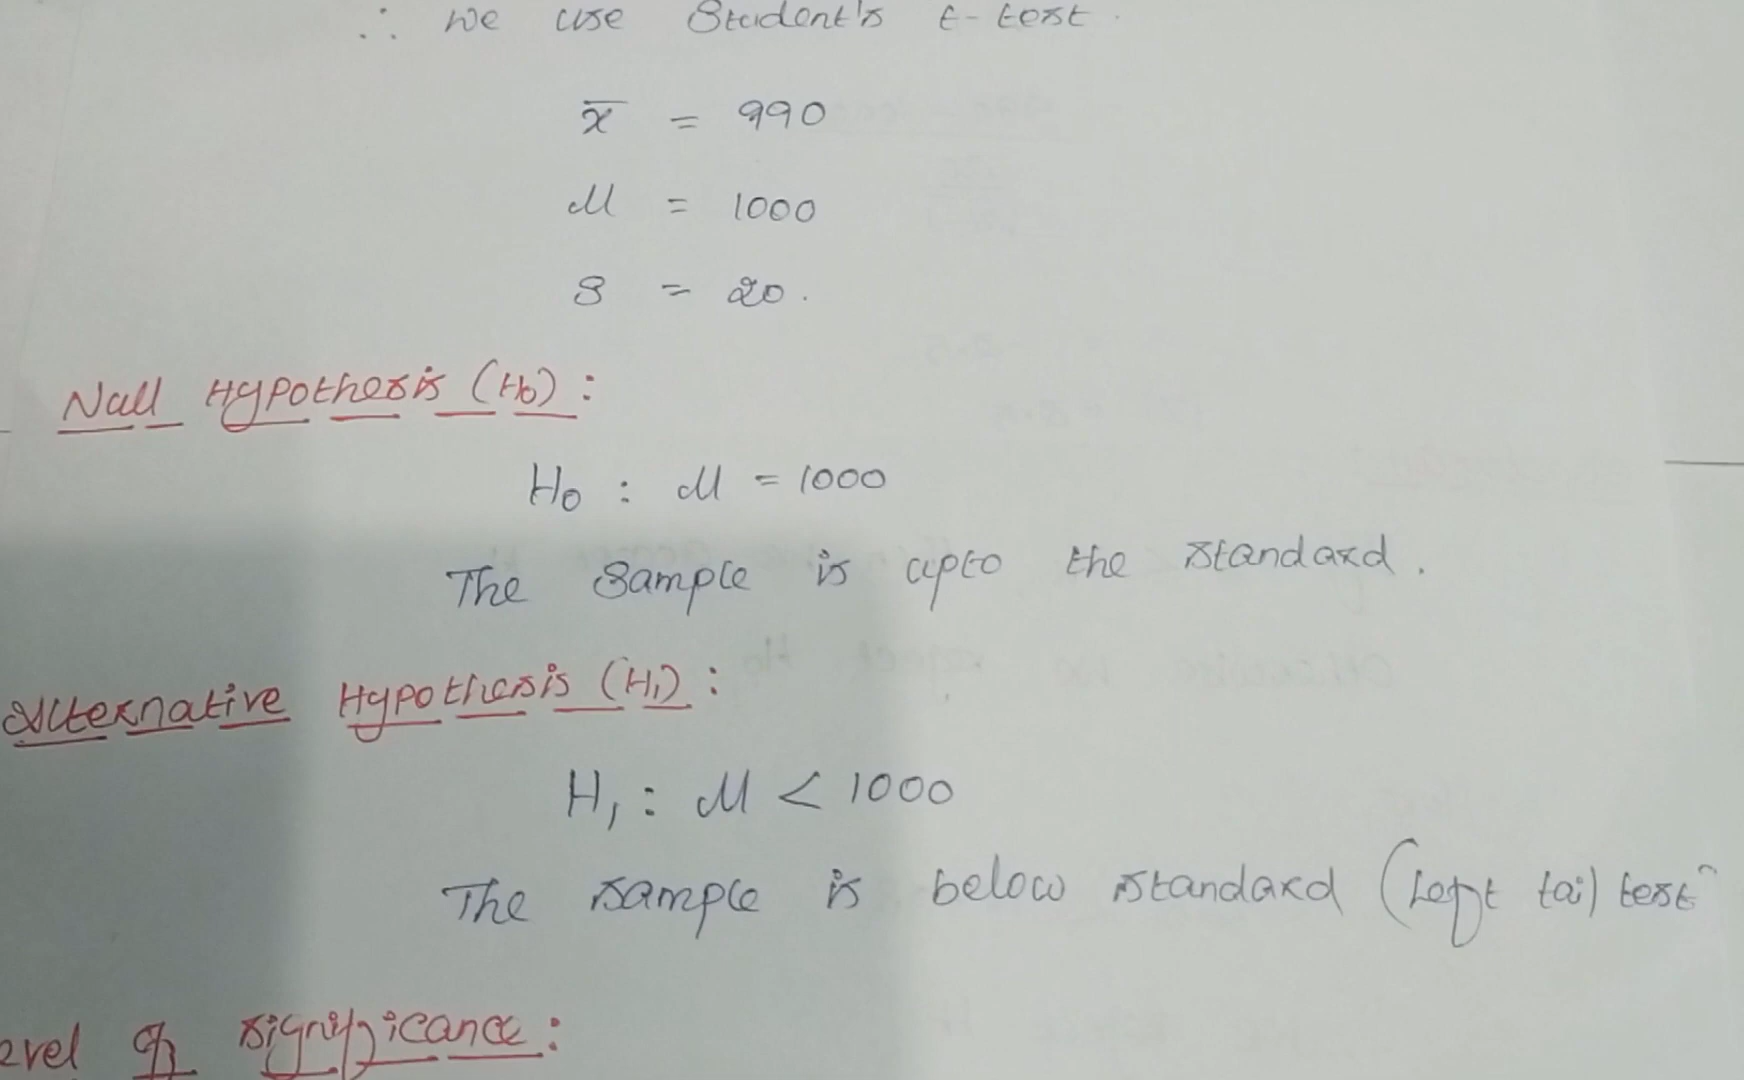 ∴ we use Student's t-test.
x̄ = 990
μ = 1000
S = 20.
Null Hypothesis (H₀) :
H₀ : μ = 1000
The Sample is upto the standard.
Alternative Hypothesis (H₁) :
H₁ : μ < 1000
The sample is below standard (Left tail test
evel of significance :